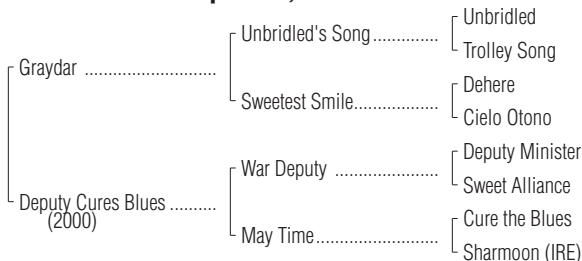 Unbridled
Unbridled's Song..............
Trolley Song
Graydar ............................
Dehere
Sweetest Smile..................
Cielo Otono
Deputy Minister
War Deputy ......................
Sweet Alliance
Deputy Cures Blues ..........
(2000)
Cure the Blues
May Time..........................
Sharmoon (IRE)